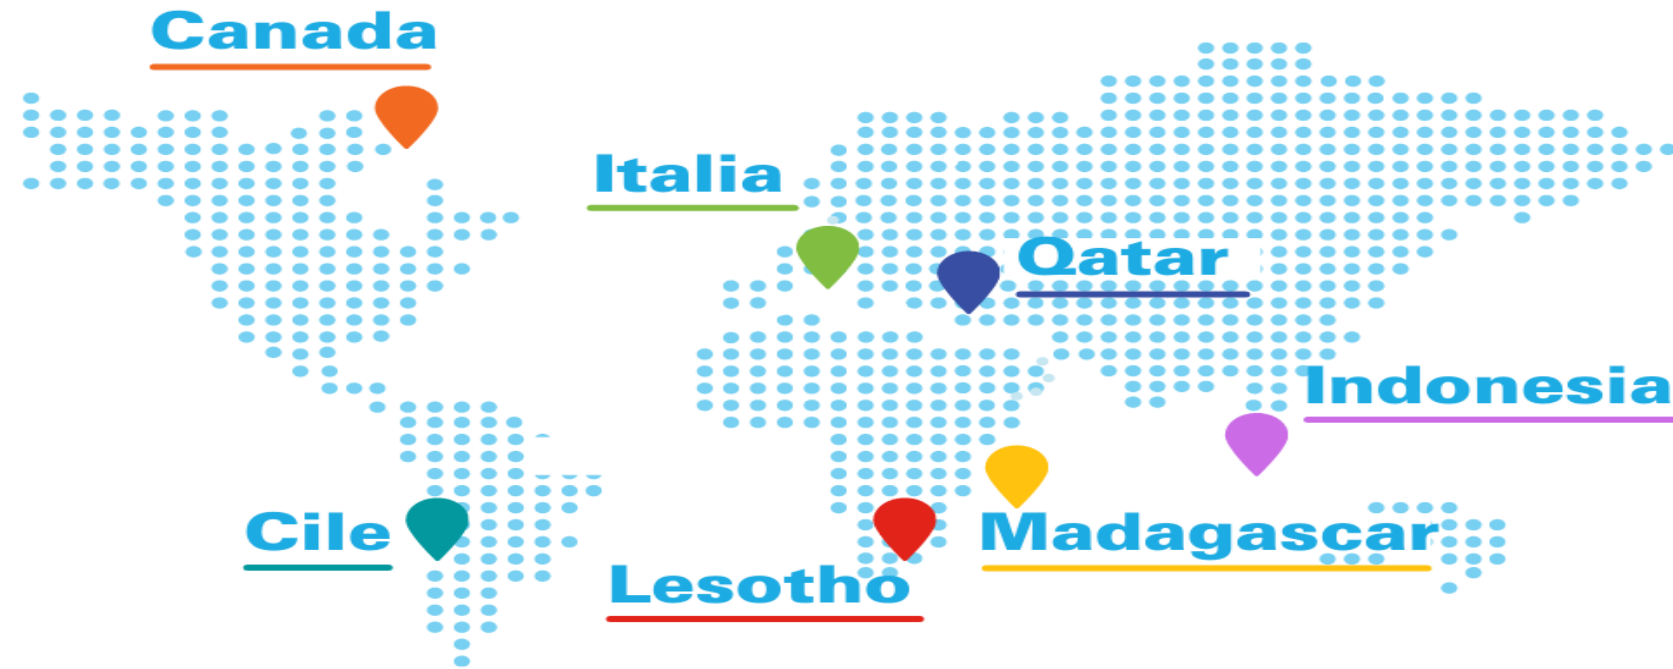 Canada
Italia
Qatar
Indonesia
Cile
Madagascar
Lesotho